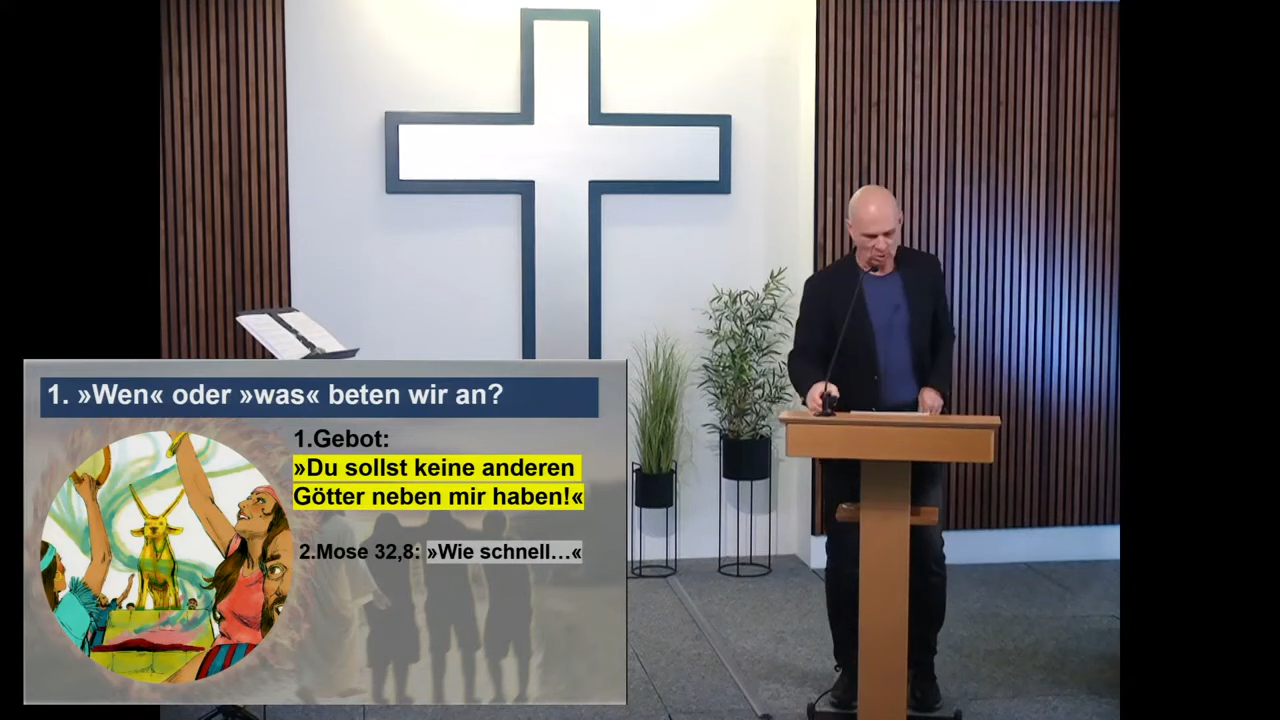 1. »Wen« oder »was« beten wir an?
1.Gebot:
»Du sollst keine anderen
Götter neben mir haben!«
2.Mose 32,8: »Wie schnell…«